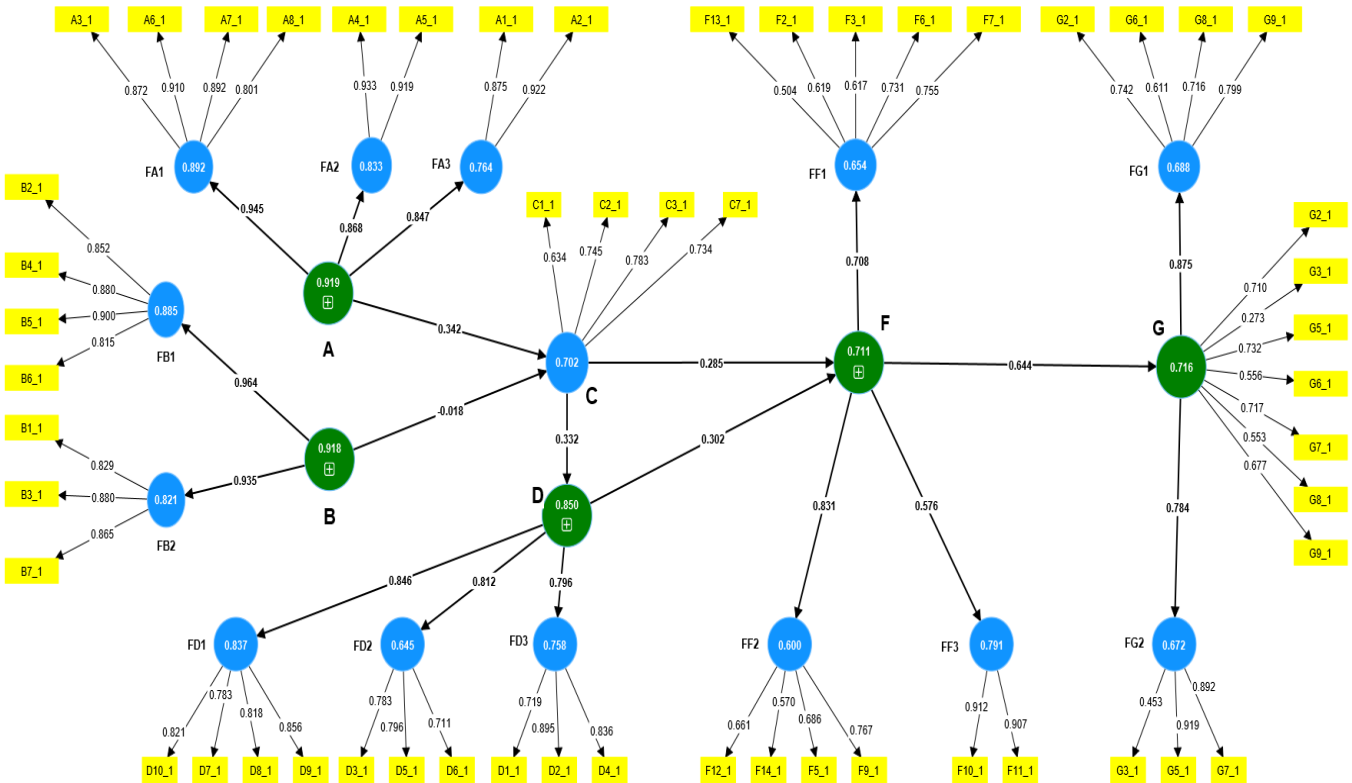 A3_1 A6_1 A7_1 A8_1 A4_1 A5_1 A1_1 A2_1 F13_1 F2_1 F3_1 F6_1 F7_1 G2_1 G6_1 G8_1 G9_1
0.872 0.910 0.892 0.801 0.933 0.919 0.875 0.922 0.504 0.619 0.617 0.731 0.755 0.742 0.611 0.716 0.799
FA1 0.892 FA2 0.833 FA3 0.764 FF1 0.654 FG1 0.688
B2_1 C1_1 C2_1 C3_1 C7_1 G2_1
0.945 0.868 0.847
0.852 0.634 0.745 0.783 0.734 0.708 0.875 0.710
B4_1 0.880 0.919 G3_1
0.273
B5_1 0.900 0.885 FB1 0.342 F G G5_1
0.732
B6_1 0.815 A 0.702 0.285 0.711 0.644 0.716 0.556 G6_1
C
0.964 -0.018 0.717
B1_1 0.332 0.302 0.553 G7_1
0.829 0.918 0.677
B3_1 0.880 0.821 0.935 D 0.850 G8_1
0.865 FB2 B 0.831 0.576 0.784
B7_1 G9_1
0.846 0.812 0.796
FD1 0.837 FD2 0.645 FD3 0.758 FF2 0.600 FF3 0.791 FG2 0.672
0.821 0.783 0.818 0.856 0.783 0.796 0.711 0.719 0.895 0.836 0.661 0.570 0.686 0.767 0.912 0.907 0.453 0.919 0.892
D10_1 D7_1 D8_1 D9_1 D3_1 D5_1 D6_1 D1_1 D2_1 D4_1 F12_1 F14_1 F5_1 F9_1 F10_1 F11_1 G3_1 G5_1 G7_1